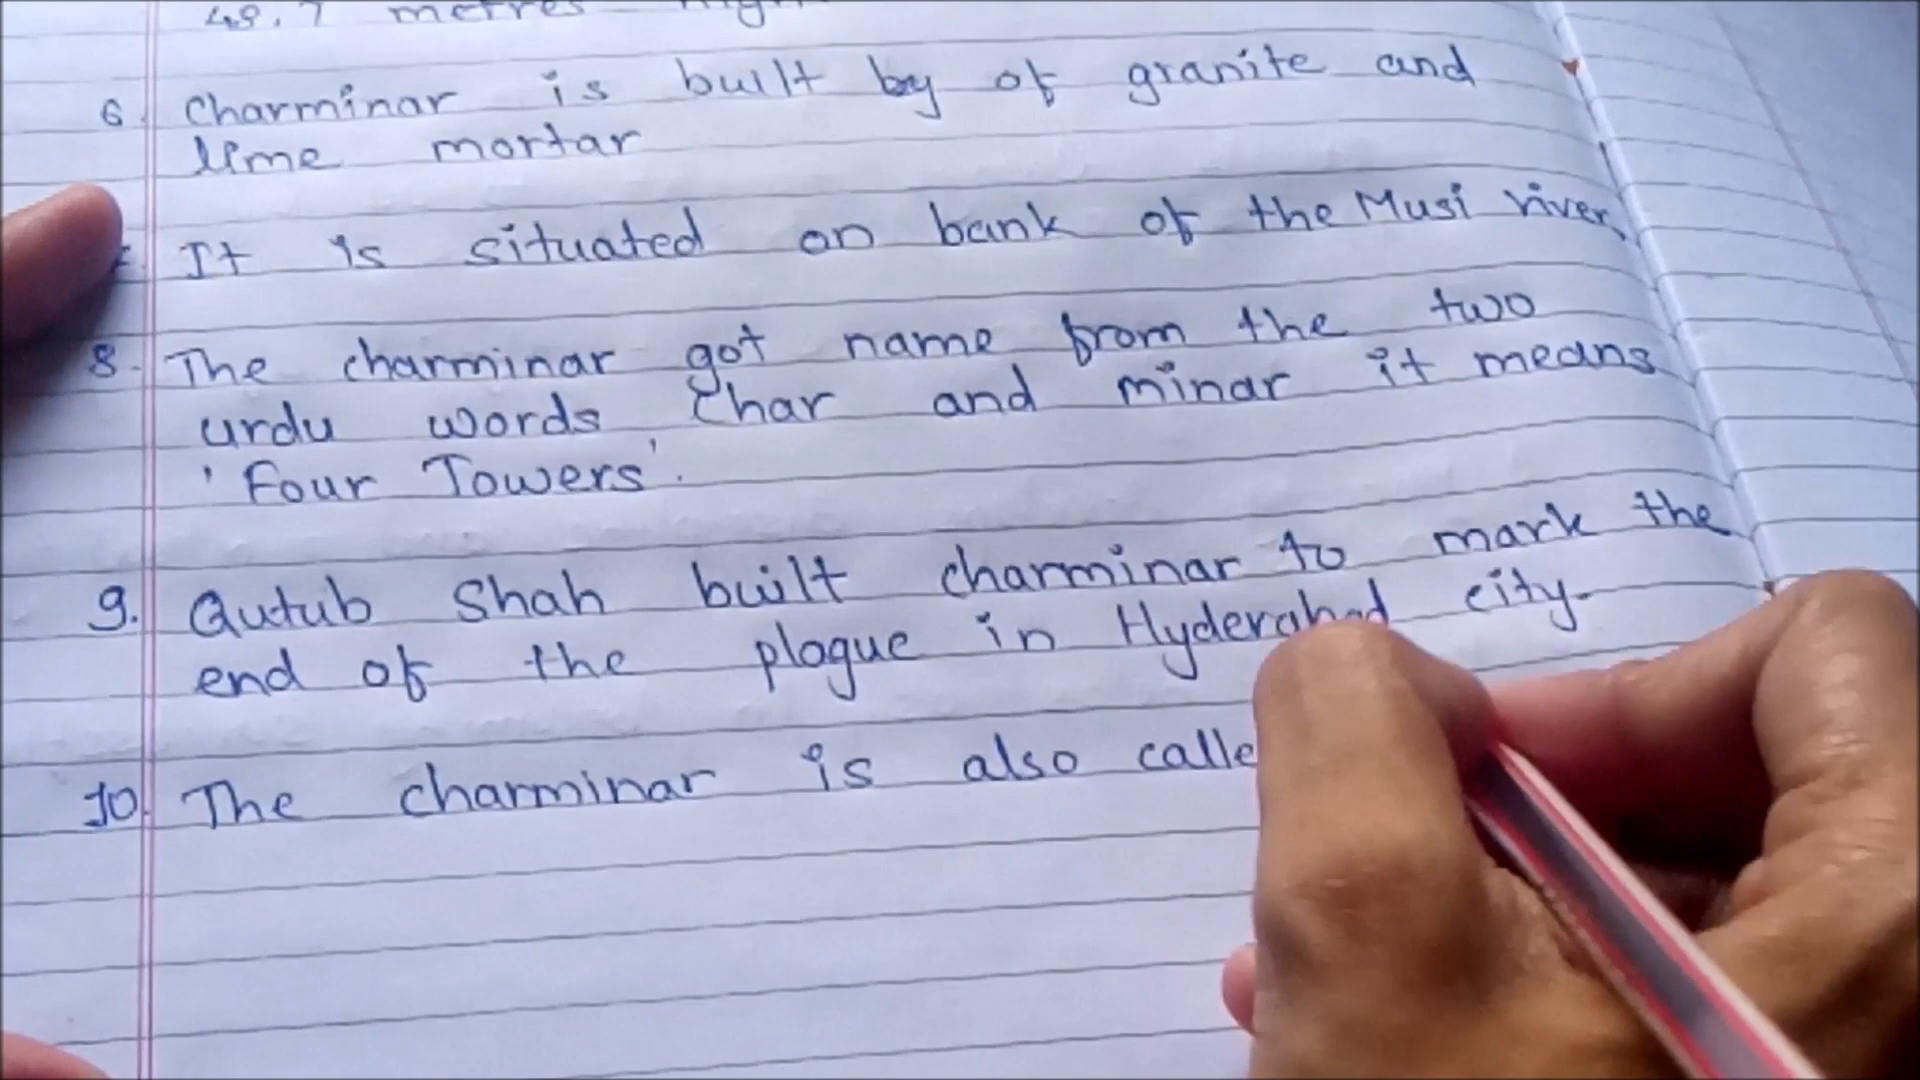 48.7 metres
6. Charminar is built by of granite and
lime mortar
It is situated on bank of the Musi river.
8. The charminar got name from the two
urdu words Char and minar it means
'Four Towers'.
9. Qutub Shah built charminar to mark the
end of the plague in Hyderabad city.
10. The charminar is also calle